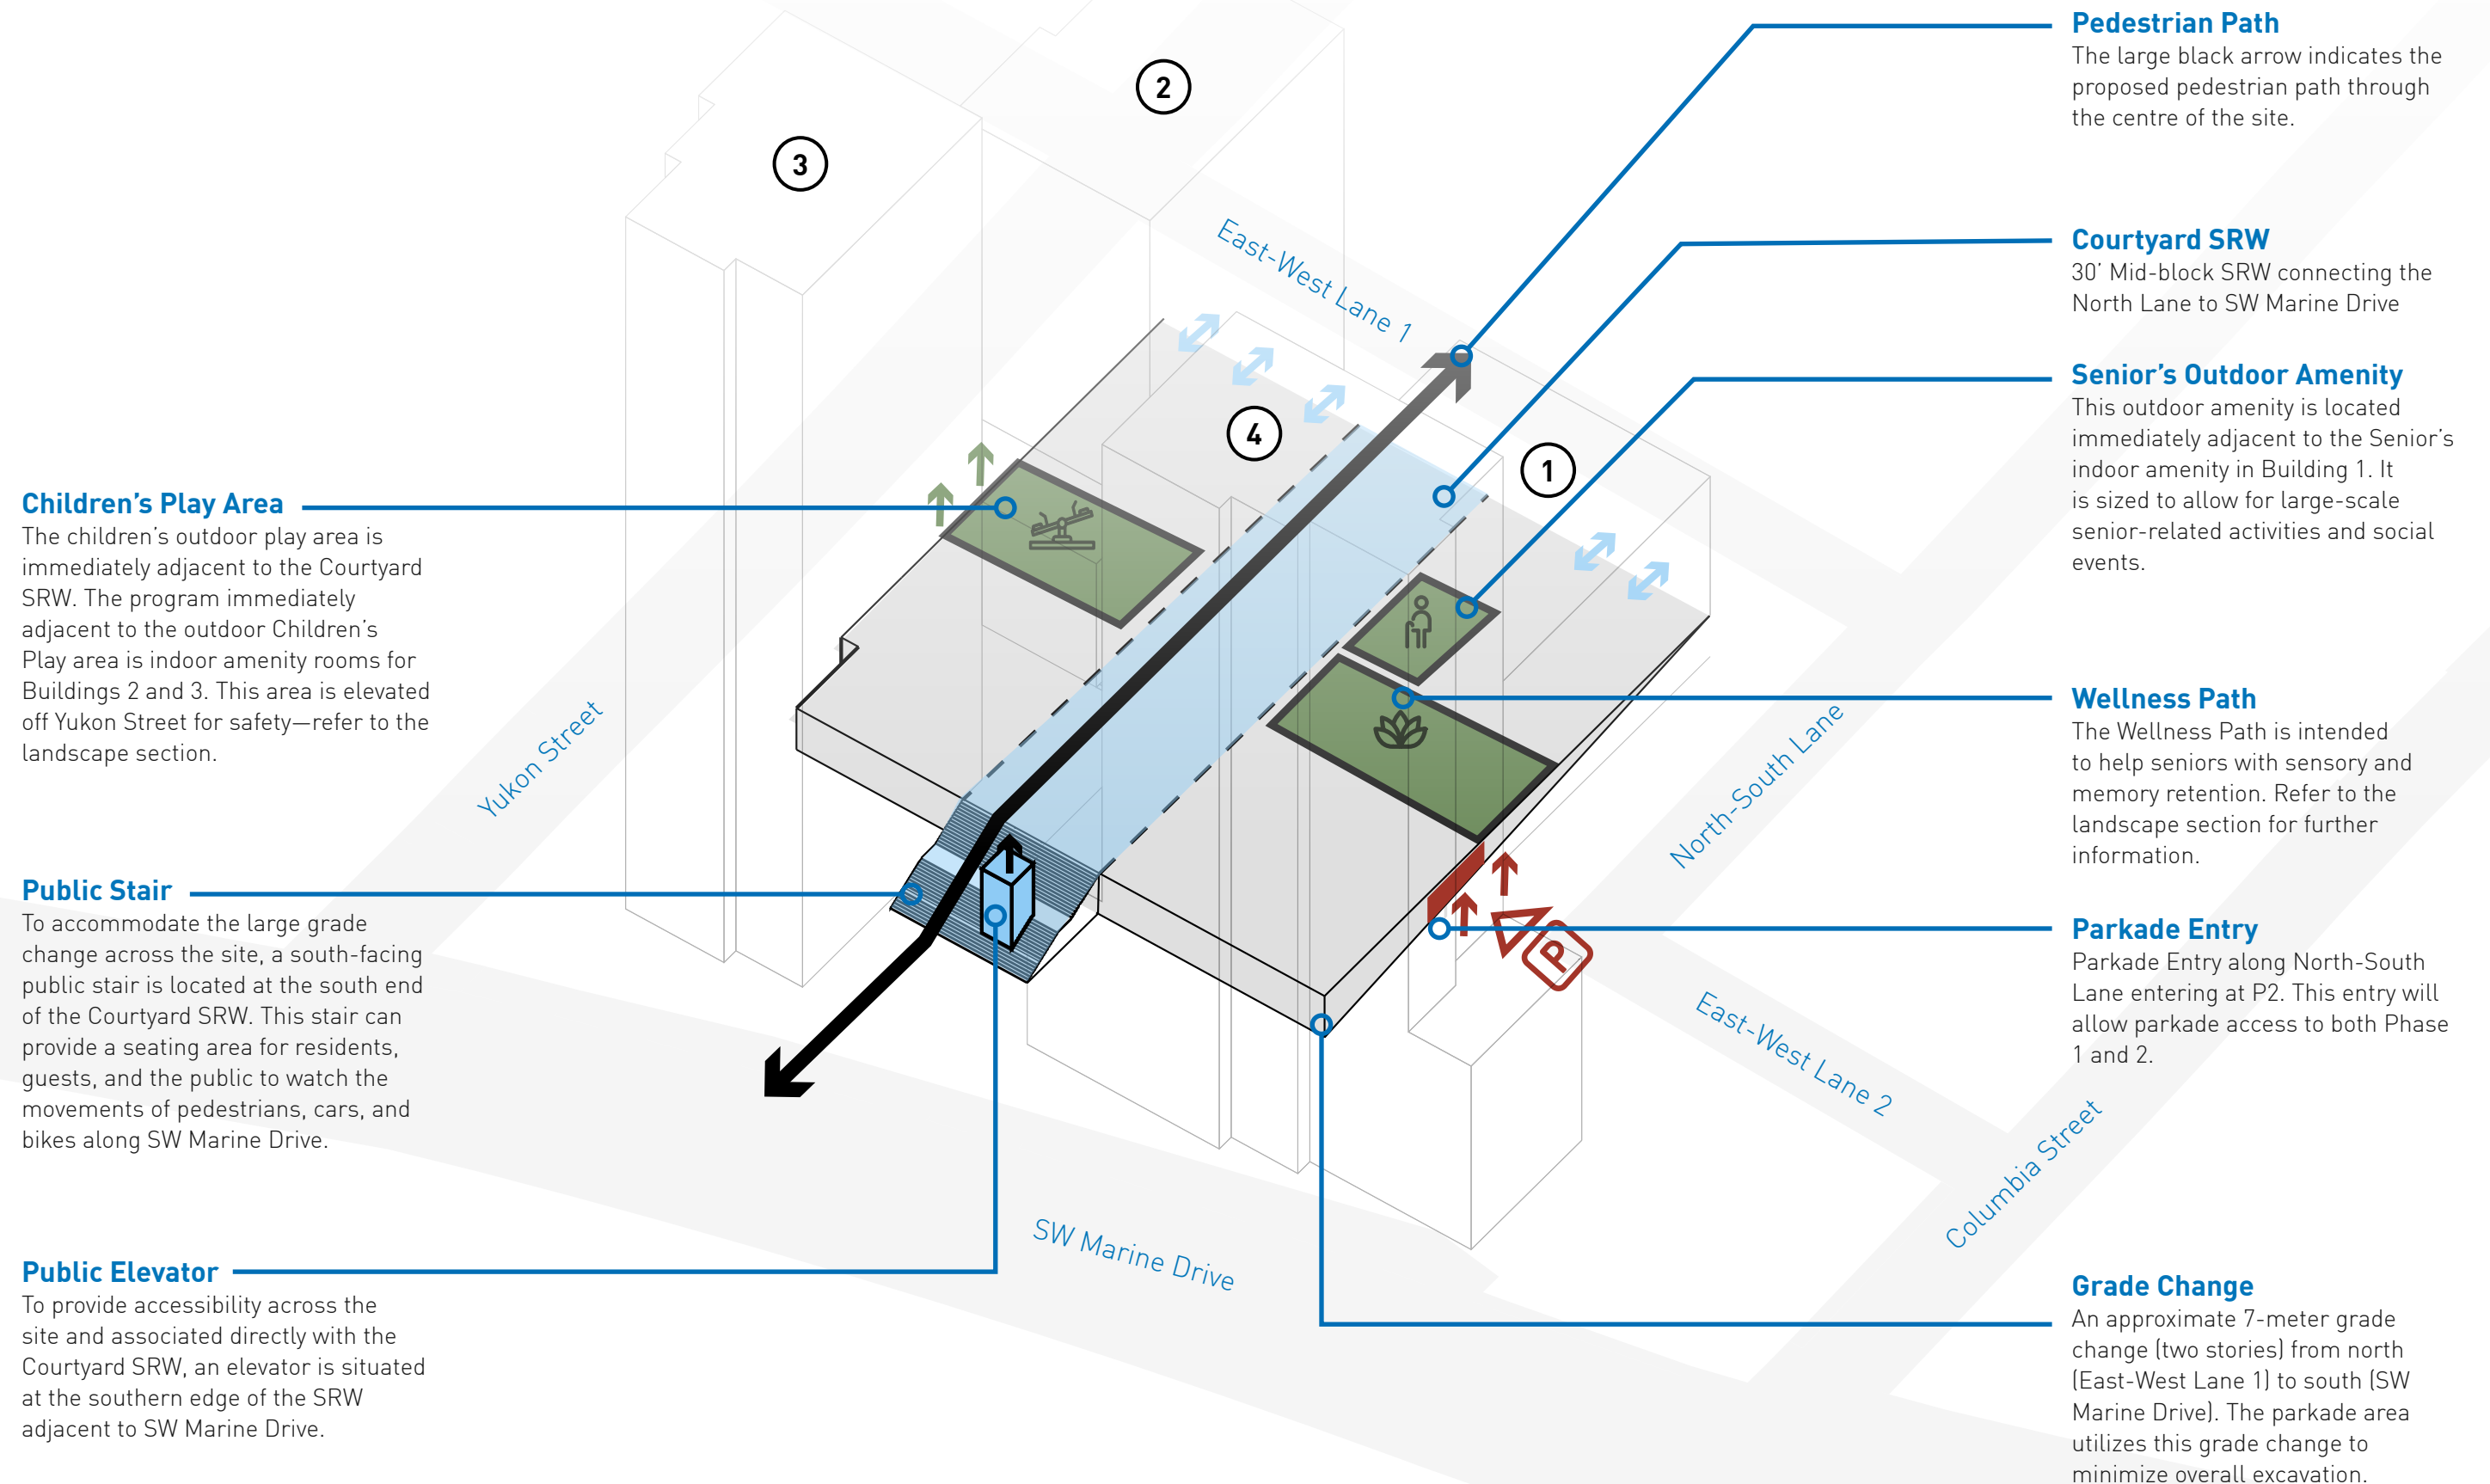 Pedestrian Path
The large black arrow indicates the
proposed pedestrian path through
the centre of the site.
Courtyard SRW
30' Mid-block SRW connecting the
North Lane to SW Marine Drive
Senior's Outdoor Amenity
This outdoor amenity is located
immediately adjacent to the Senior's
indoor amenity in Building 1. It
is sized to allow for large-scale
senior-related activities and social
events.
Wellness Path
The Wellness Path is intended
to help seniors with sensory and
memory retention. Refer to the
landscape section for further
information.
Parkade Entry
Parkade Entry along North-South
Lane entering at P2. This entry will
allow parkade access to both Phase
1 and 2.
Grade Change
An approximate 7-meter grade
change (two stories) from north
(East-West Lane 1) to south (SW
Marine Drive). The parkade area
utilizes this grade change to
minimize overall excavation.
Children's Play Area
The children's outdoor play area is
immediately adjacent to the Courtyard
SRW. The program immediately
adjacent to the outdoor Children's
Play area is indoor amenity rooms for
Buildings 2 and 3. This area is elevated
off Yukon Street for safety—refer to the
landscape section.
Public Stair
To accommodate the large grade
change across the site, a south-facing
public stair is located at the south end
of the Courtyard SRW. This stair can
provide a seating area for residents,
guests, and the public to watch the
movements of pedestrians, cars, and
bikes along SW Marine Drive.
Public Elevator
To provide accessibility across the
site and associated directly with the
Courtyard SRW, an elevator is situated
at the southern edge of the SRW
adjacent to SW Marine Drive.
2
3
East-West Lane 1
4
1
Yukon Street
North-South Lane
P
East-West Lane 2
Columbia Street
SW Marine Drive